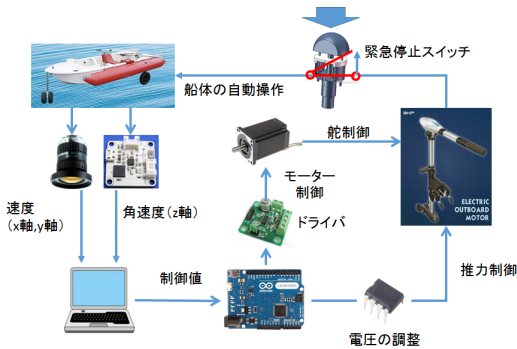 緊急停止スイッチ
船体の自動操作
舵制御
モーター
制御
速度
（x軸,y軸）
角速度（z軸）
ドライバ
ELECTRIC
OUTBOARD
MOTOR
制御値
推力制御
電圧の調整